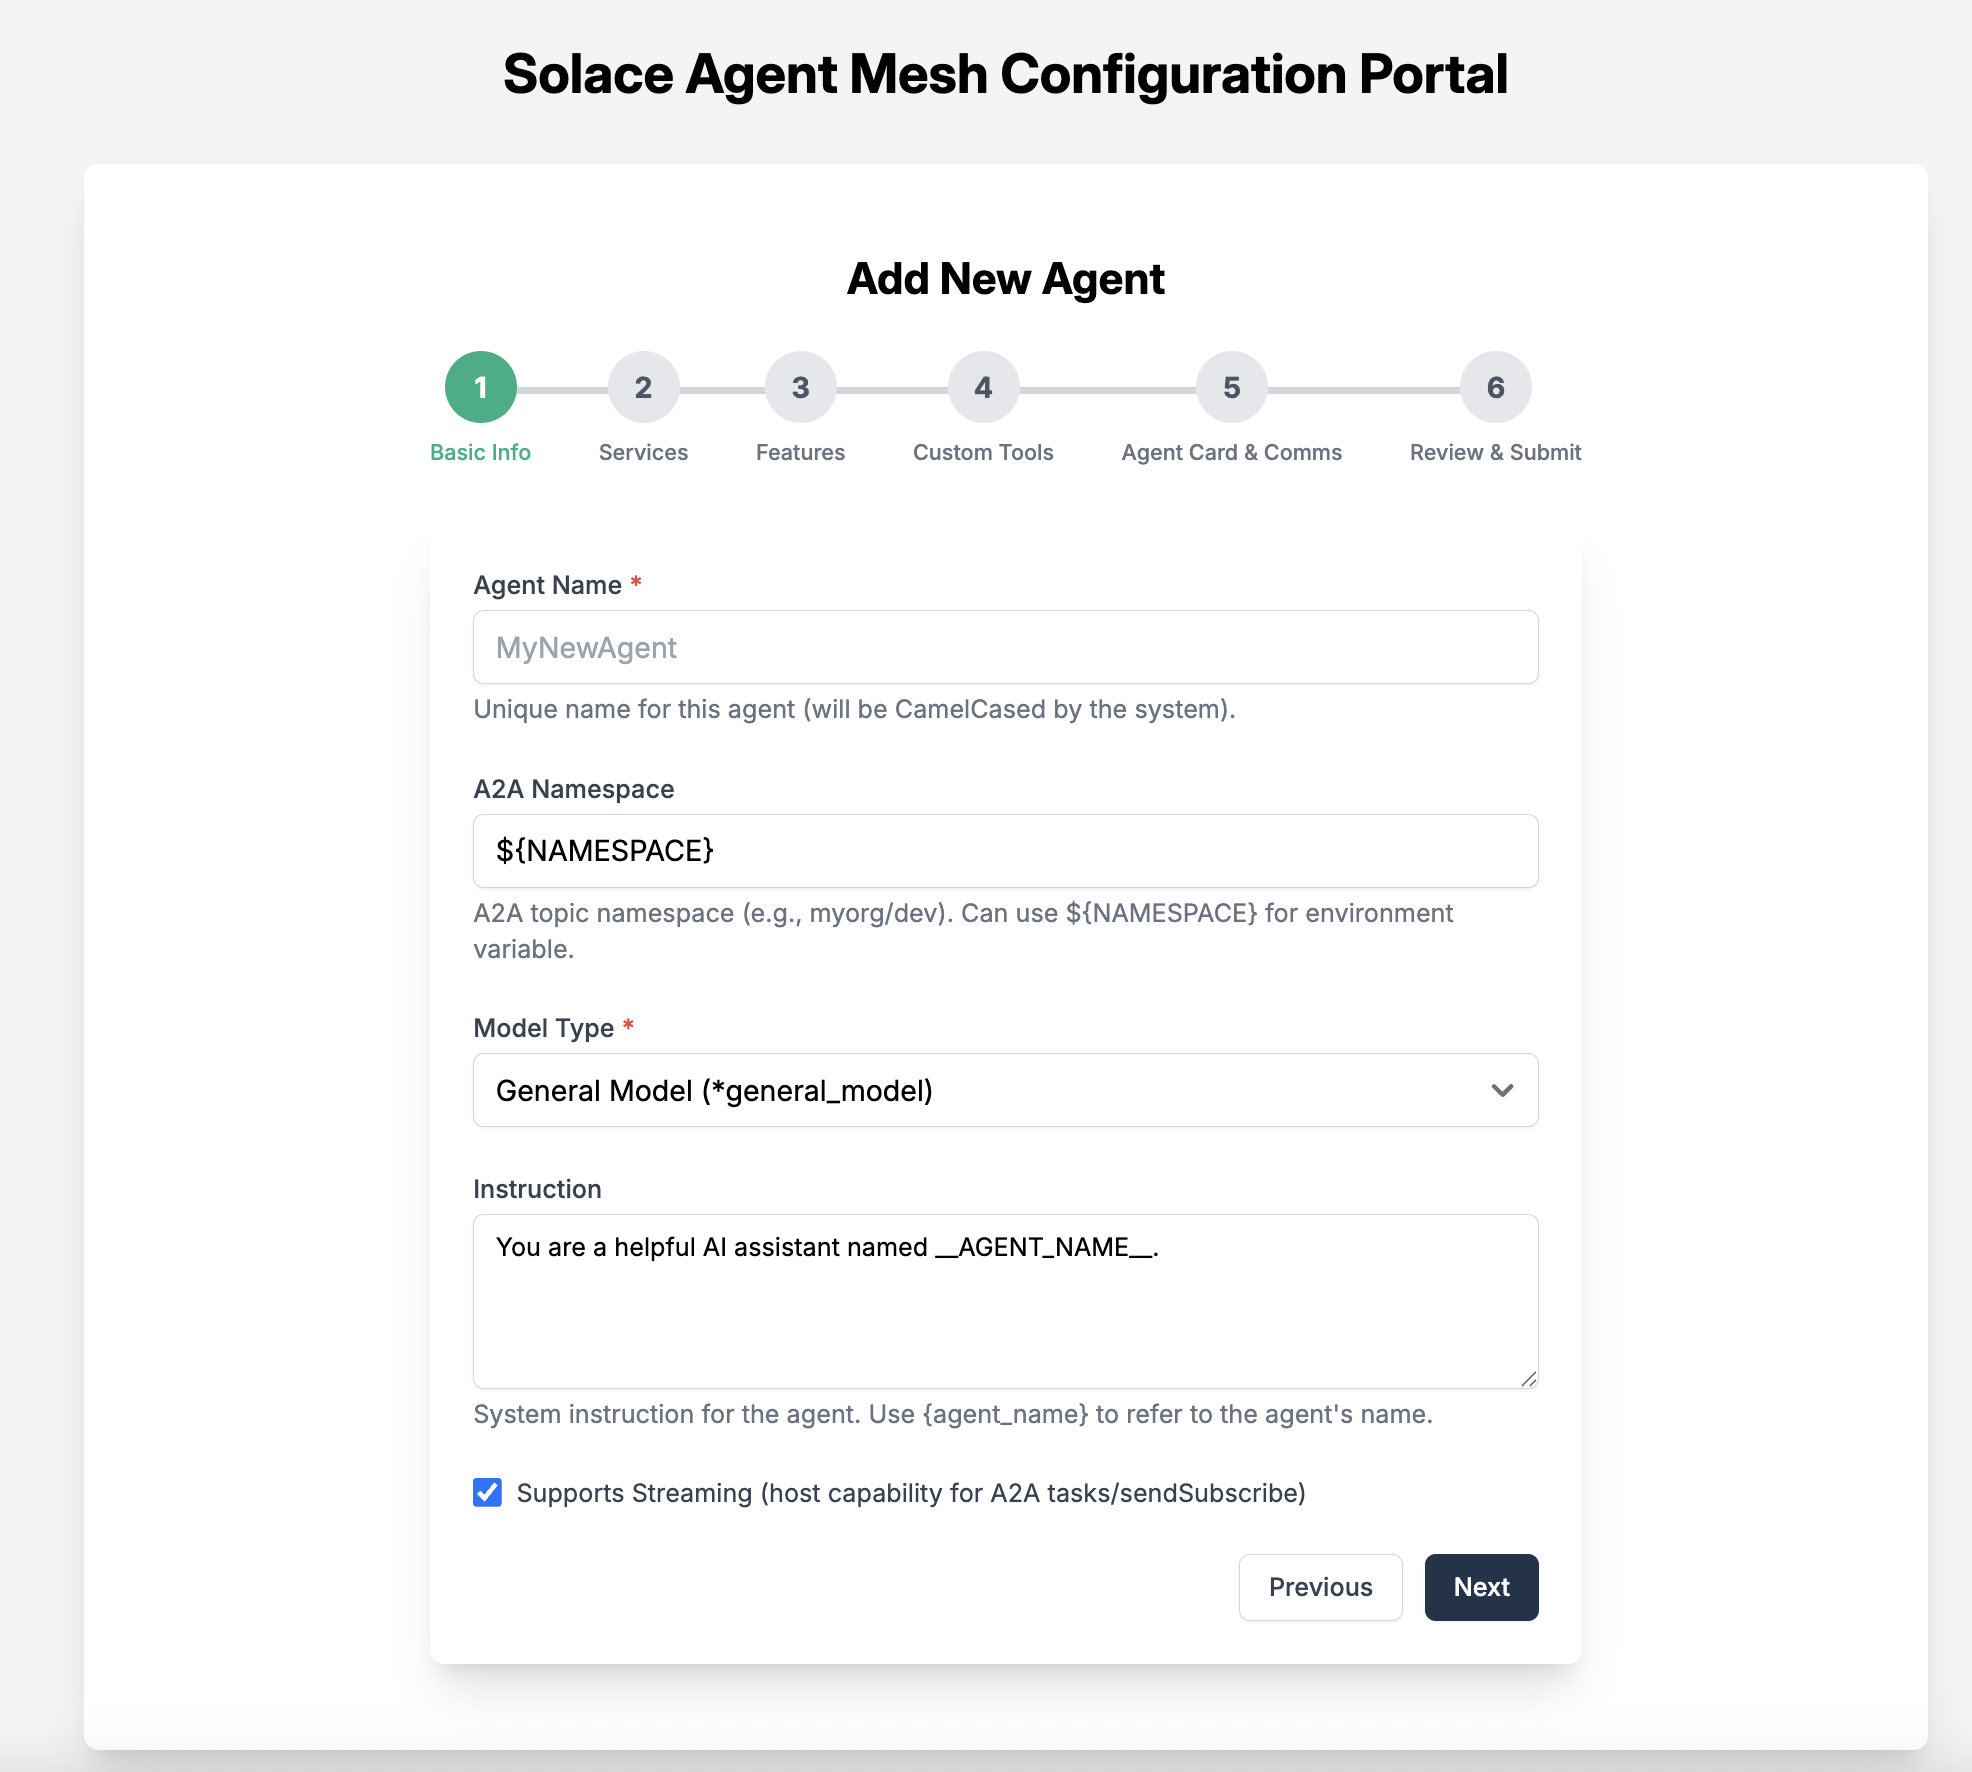 Solace Agent Mesh Configuration Portal
Add New Agent
1
2
3
4
5
6
Basic Info
Services
Features
Custom Tools
Agent Card & Comms
Review & Submit
Agent Name *
MyNewAgent
Unique name for this agent (will be CamelCased by the system).
A2A Namespace
${NAMESPACE}
A2A topic namespace (e.g., myorg/dev). Can use ${NAMESPACE} for environment
variable.
Model Type *
General Model (*general_model)
Instruction
You are a helpful AI assistant named __AGENT_NAME__.
System instruction for the agent. Use {agent_name} to refer to the agent's name.
Supports Streaming (host capability for A2A tasks/sendSubscribe)
Previous
Next